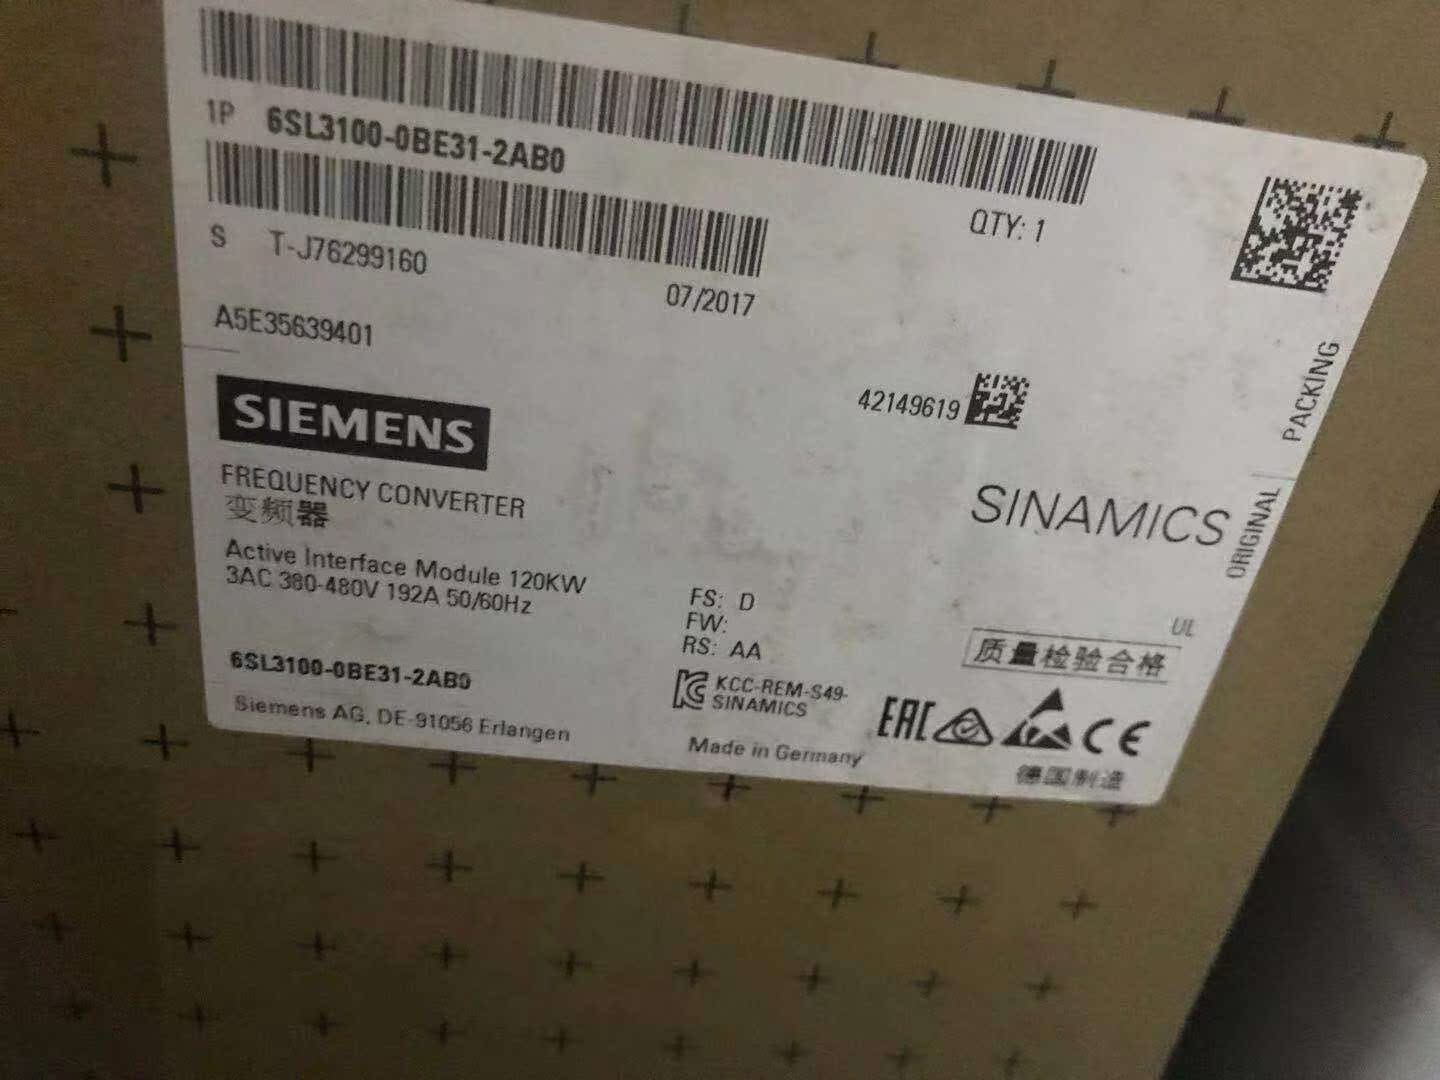 1P 6SL3100-0BE31-2AB0
QTY: 1
S T-J76299160
07/2017
A5E35639401
42149619
SIEMENS
SINAMICS
ORIGINAL PACKING
FREQUENCY CONVERTER
变频器
Active Interface Module 120KW
3AC 380-480V 192A 50/60Hz
FS: D
FW:
RS: AA
UL
质量检验合格
6SL3100-0BE31-2AB0
KCC-REM-S49-
SINAMICS
EAC CE
Siemens AG, DE-91056 Erlangen
Made in Germany
德国制造